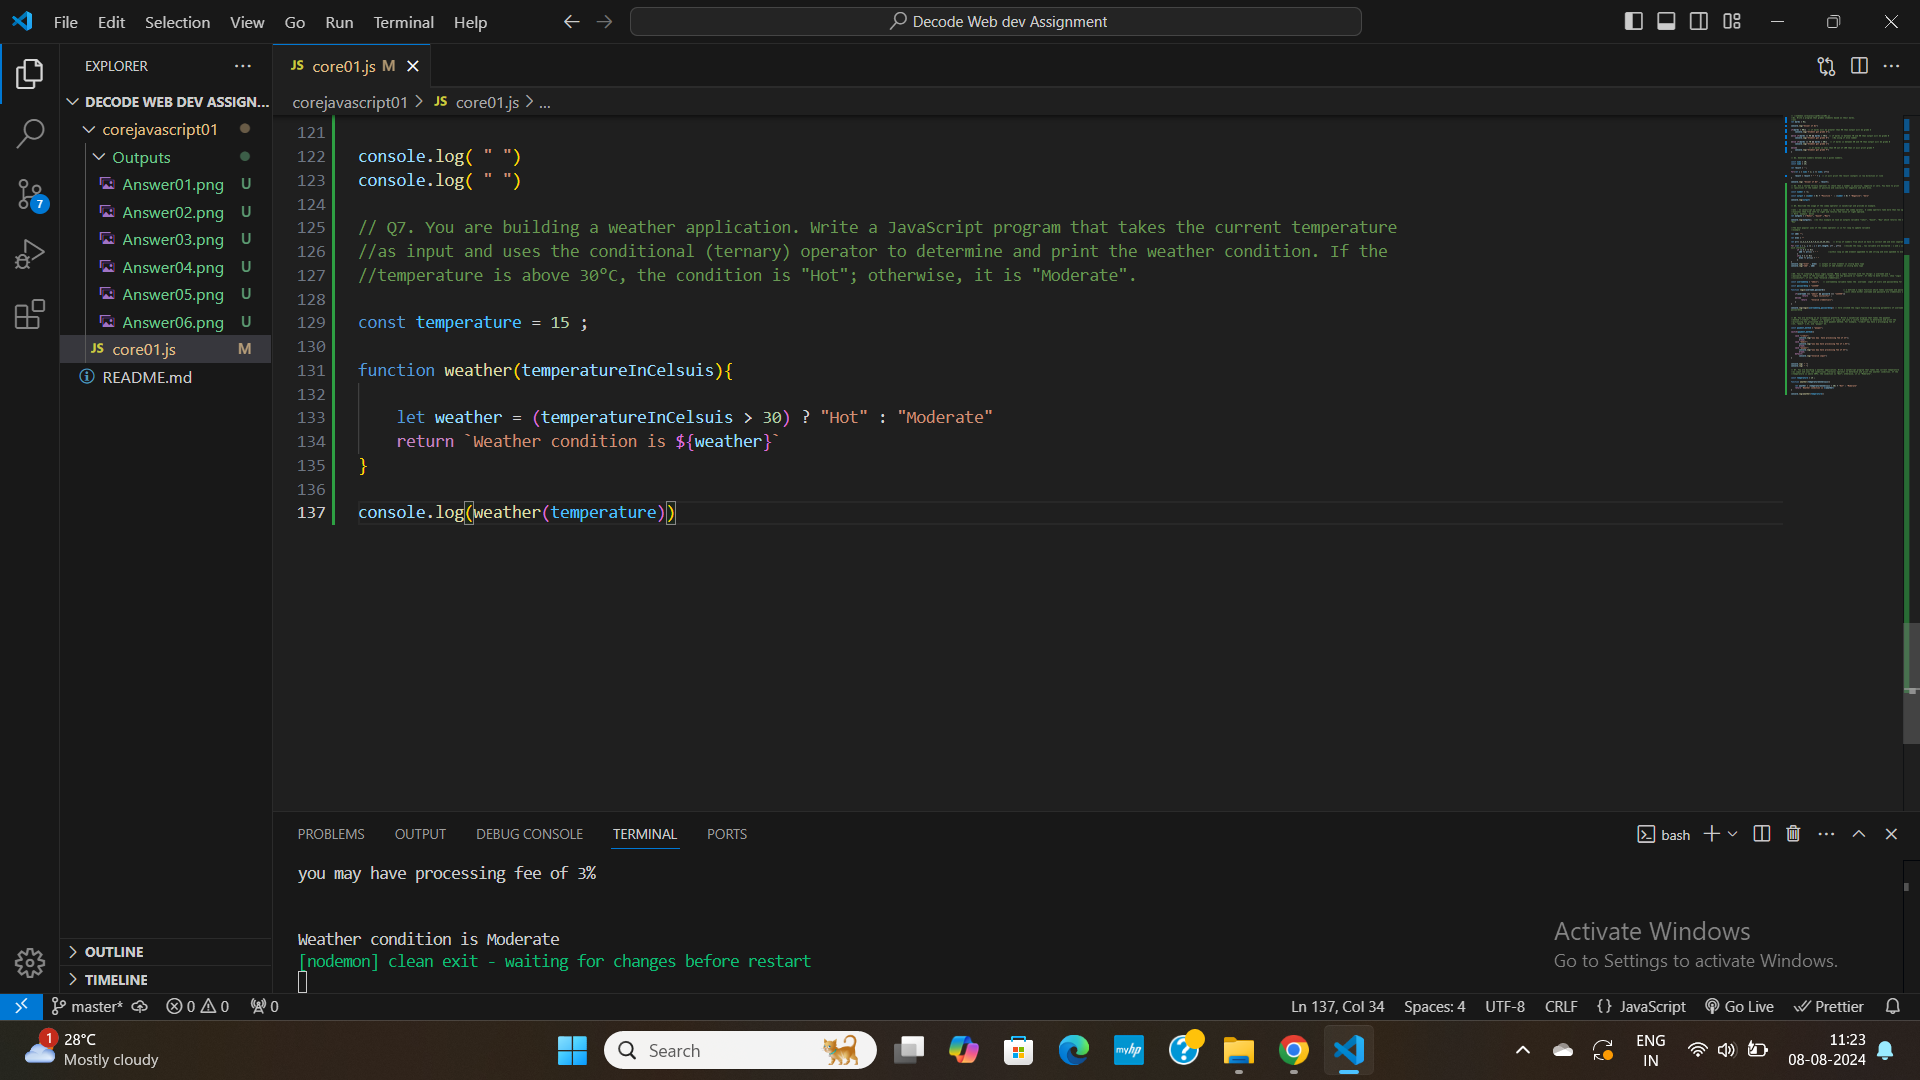 File Edit Selection View Go Run Terminal Help
Decode Web dev Assignment
EXPLORER
DECODE WEB DEV ASSIGN...
corejavascript01
Outputs
Answer01.png U
Answer02.png U
Answer03.png U
Answer04.png U
Answer05.png U
Answer06.png U
JS core01.js M
README.md
OUTLINE
TIMELINE
7
JS core01.js M
corejavascript01 > JS core01.js > ...
121
122 console.log( " ")
123 console.log( " ")
124
125 // Q7. You are building a weather application. Write a JavaScript program that takes the current temperature
126 //as input and uses the conditional (ternary) operator to determine and print the weather condition. If the
127 //temperature is above 30°C, the condition is "Hot"; otherwise, it is "Moderate".
128
129 const temperature = 15 ;
130
131 function weather(temperatureInCelsuis){
132
133 let weather = (temperatureInCelsuis > 30) ? "Hot" : "Moderate"
134 return `Weather condition is ${weather}`
135 }
136
137 console.log(weather(temperature))
PROBLEMS OUTPUT DEBUG CONSOLE TERMINAL PORTS
bash
you may have processing fee of 3%
Weather condition is Moderate
[nodemon] clean exit - waiting for changes before restart
Activate Windows
Go to Settings to activate Windows.
master* 0 0 0
Ln 137, Col 34 Spaces: 4 UTF-8 CRLF {} JavaScript Go Live Prettier
1
28°C
Mostly cloudy
Search
myhp
ENG
IN
11:23
08-08-2024